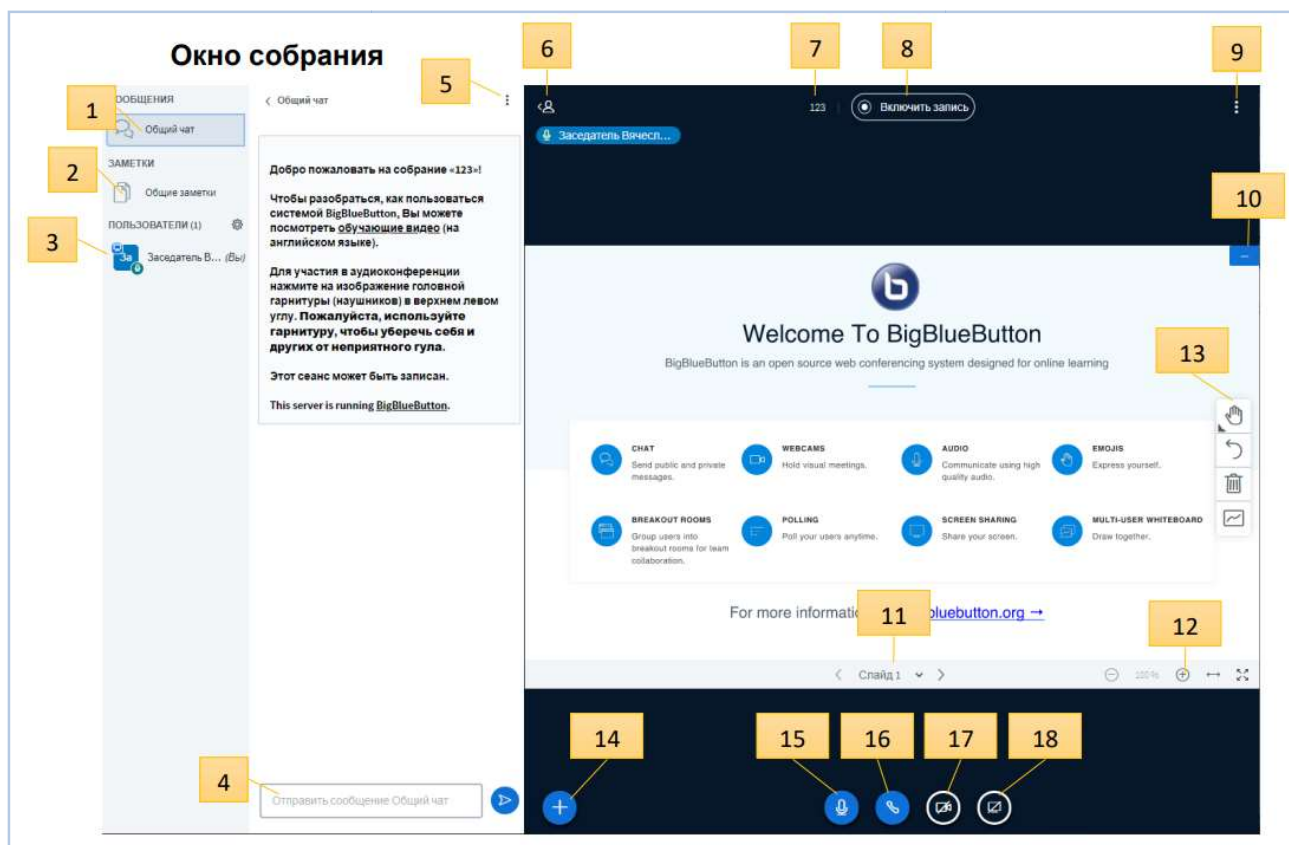 Окно собрания
6
7
8
9
5
1
ООБЩЕНИЯ
Общий чат
‹ Общий чат
123
Включить запись
Заседатель Вячесл...
2
ЗАМЕТКИ
Общие заметки
3
ПОЛЬЗОВАТЕЛИ (1)
За
Заседатель В... (Вы)
Добро пожаловать на собрание «123»!
Чтобы разобраться, как пользоваться
системой BigBlueButton, Вы можете
посмотреть обучающие видео (на
английском языке).
Для участия в аудиоконференции
нажмите на изображение головной
гарнитуры (наушников) в верхнем левом
углу. Пожалуйста, используйте
гарнитуру, чтобы уберечь себя и
других от неприятного гула.
Этот сеанс может быть записан.
This server is running BigBlueButton.
10
b
Welcome To BigBlueButton
BigBlueButton is an open source web conferencing system designed for online learning
13
CHAT
Send public and private
messages.
WEBCAMS
Hold visual meetings.
AUDIO
Communicate using high
quality audio.
EMOJIS
Express yourself.
BREAKOUT ROOMS
Group users into
breakout rooms for team
collaboration.
POLLING
Poll your users anytime.
SCREEN SHARING
Share your screen.
MULTI-USER WHITEBOARD
Draw together.
For more informati
11
bluebutton.org →
12
Слайд 1
100%
14
15
16
17
18
4
Отправить сообщение Общий чат